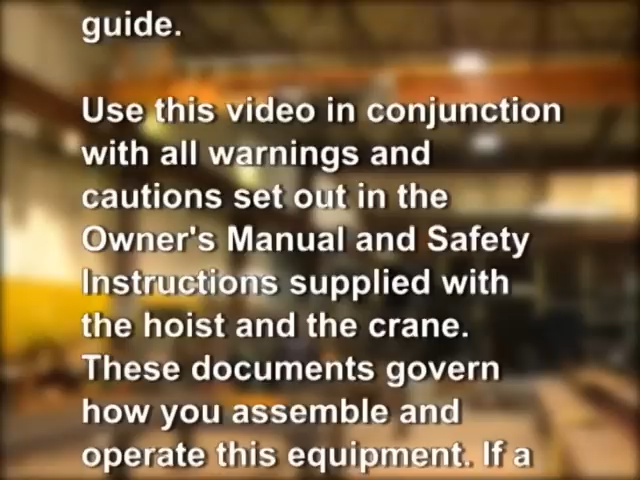 guide.
Use this video in conjunction
with all warnings and
cautions set out in the
Owner's Manual and Safety
Instructions supplied with
the hoist and the crane.
These documents govern
how you assemble and
operate this equipment. If a